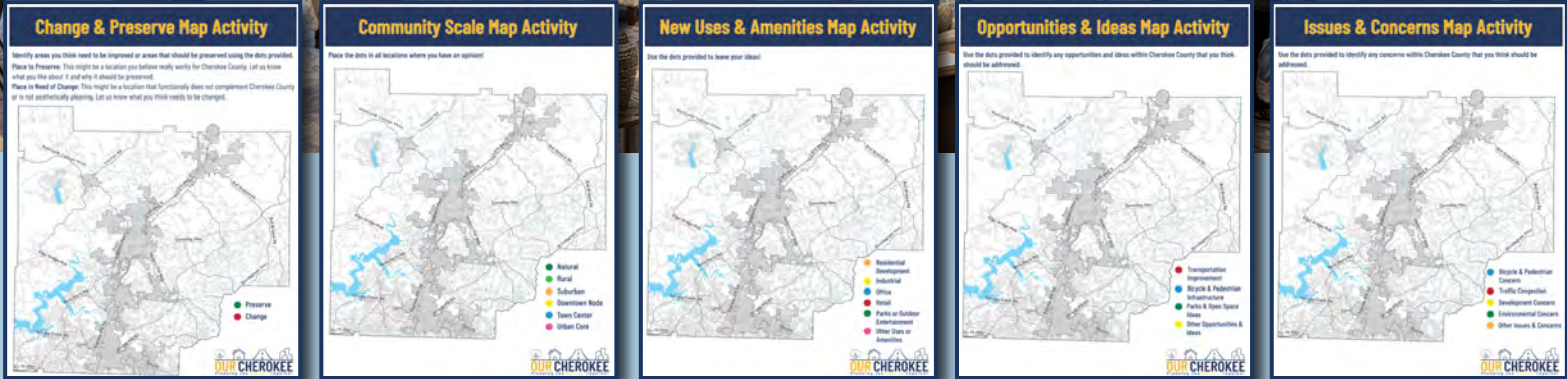 Change & Preserve Map Activity
Identify areas you think need to be improved or areas that should be preserved using the dots provided.
Place to Preserve: This might be a location you believe really works for Cherokee County. Let us know
what you like about it and why it should be preserved.
Place in Need of Change: This might be a location that functionally does not complement Cherokee County
or is not aesthetically pleasing. Let us know what you think needs to be changed.
Preserve
Change
OUR CHEROKEE
Community Scale Map Activity
Place the dots in all locations where you have an opinion!
Natural
Rural
Suburban
Downtown Node
Town Center
Urban Core
OUR CHEROKEE
New Uses & Amenities Map Activity
Use the dots provided to leave your ideas!
Residential
Development
Industrial
Office
Retail
Parks or Outdoor
Entertainment
Other Uses or
Amenities
OUR CHEROKEE
Opportunities & Ideas Map Activity
Use the dots provided to identify any opportunities and ideas within Cherokee County that you think
should be addressed.
Transportation
Improvement
Bicycle & Pedestrian
Infrastructure
Parks & Open Space
Ideas
Other Opportunities &
Ideas
OUR CHEROKEE
Issues & Concerns Map Activity
Use the dots provided to identify any concerns within Cherokee County that you think should be
addressed.
Bicycle & Pedestrian
Concern
Traffic Congestion
Development Concern
Environmental Concern
Other Issues & Concerns
OUR CHEROKEE